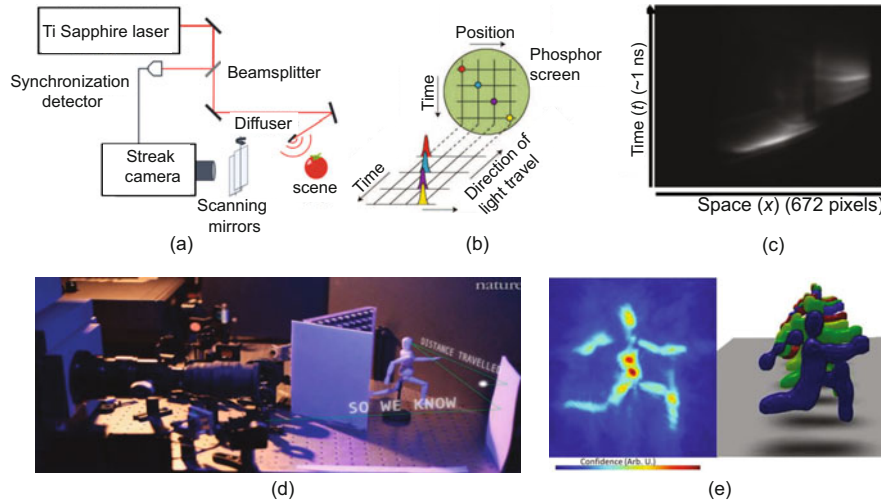 Ti Sapphire laser
Synchronization
detector
Beamsplitter
Diffuser
Streak
camera
scene
Scanning
mirrors
(a)
Position
Phosphor
screen
Time
Time
Direction of
light travel
(b)
Time (t) (~1 ns)
Space (x) (672 pixels)
(c)
nature
DISTANCE TRAVELLED
SO WE KNOW
(d)
Confidence (Arb. U.)
(e)